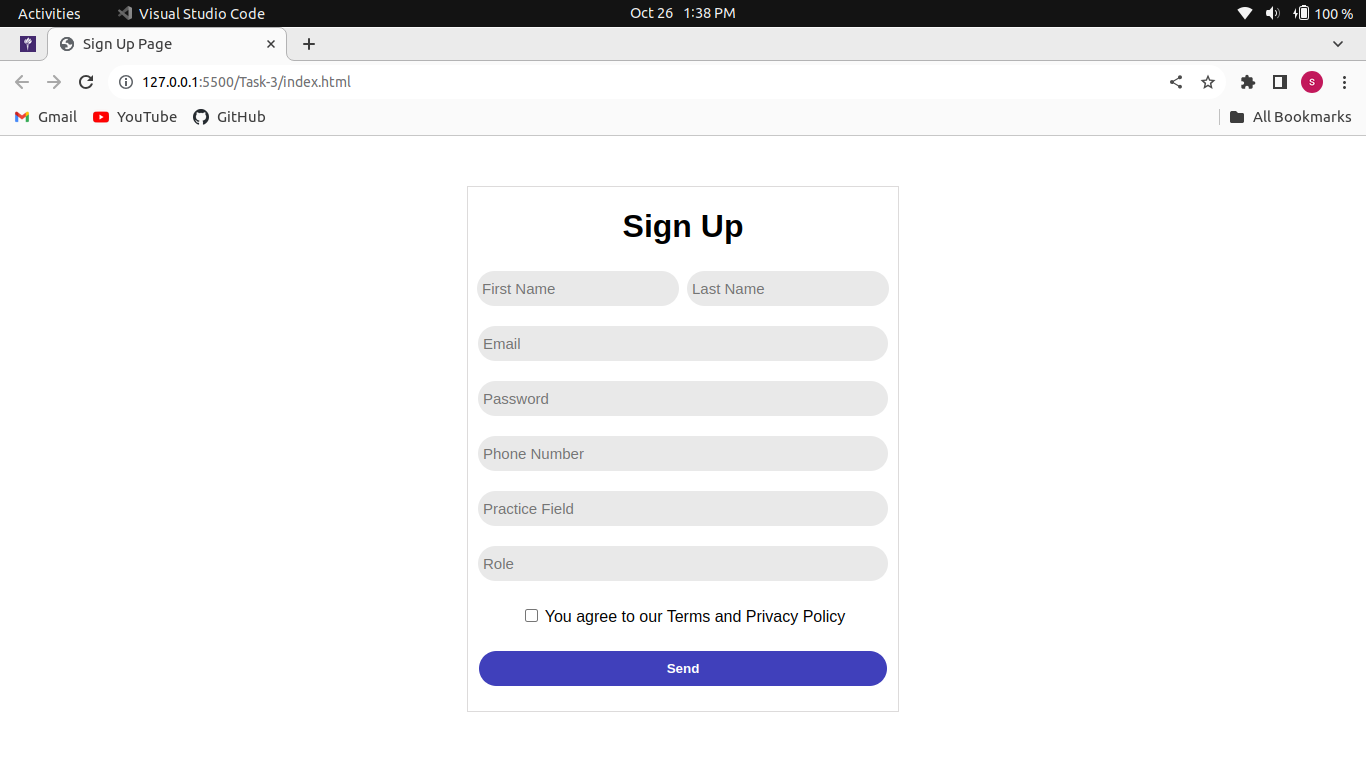 Activities Visual Studio Code Oct 26 1:38 PM 100 %
Sign Up Page
127.0.0.1:5500/Task-3/index.html S
Gmail YouTube GitHub All Bookmarks
Sign Up
First Name Last Name
Email
Password
Phone Number
Practice Field
Role
You agree to our Terms and Privacy Policy
Send